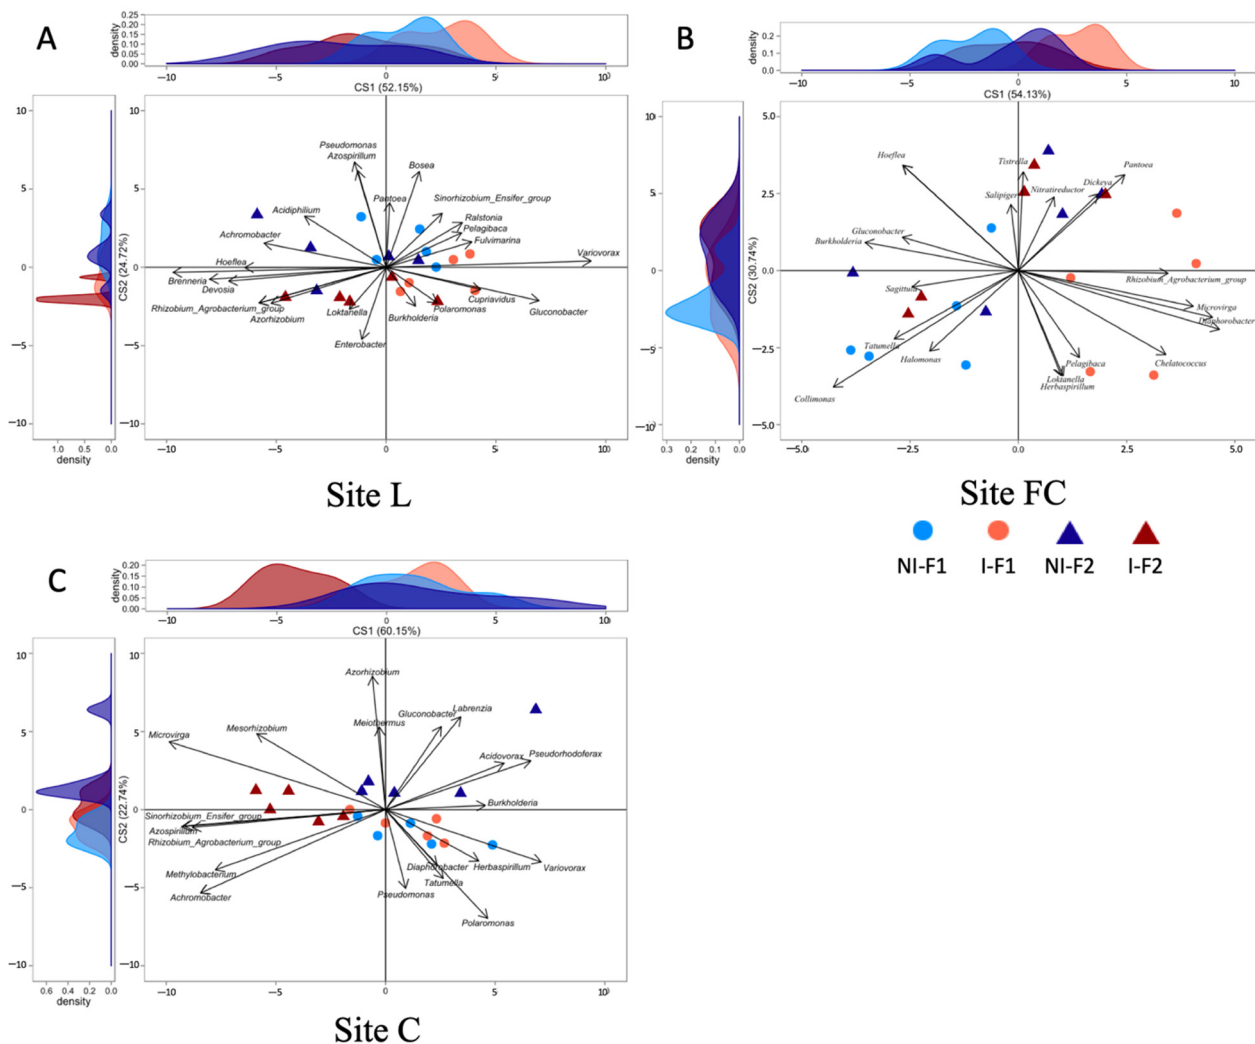 A
density
0.25
0.20
0.15
0.10
0.05
0.00
−10
−5
0
5
10
CS1 (52.15%)
10
5
0
−5
−10
CS2 (24.72%)
1.0
0.5
0.0
density
Pseudomonas
Azospirillum
Bosea
Pantoea
Sinorhizobium_Ensifer_group
Acidiphilium
Ralstonia
Pelagibaca
Achromobacter
Fulvimarina
Variovorax
Hoeflea
Brenneria
Devosia
Cupriavidus
Rhizobium_Agrobacterium_group
Loktanella
Polaromonas
Gluconobacter
Azorhizobium
Burkholderia
Enterobacter
−10
−5
0
5
10
Site L
B
density
0.2
0.1
0.0
−10
−5
0
5
10
CS1 (54.13%)
10
5
0
−5
−10
CS2 (30.74%)
0.3
0.2
0.1
0.0
density
5.0
2.5
0.0
−2.5
−5.0
Hoeflea
Tistrella
Pantoea
Dickeya
Nitratireductor
Salipiger
Gluconobacter
Burkholderia
Rhizobium_Agrobacterium_group
Sagittula
Microvirga
Diaphorobacter
Tatumella
Halomonas
Pelagibaca
Chelatococcus
Loktanella
Herbaspirillum
Collimonas
−5.0
−2.5
0.0
2.5
5.0
Site FC
NI-F1
I-F1
NI-F2
I-F2
C
density
0.20
0.15
0.10
0.05
0.00
−10
−5
0
5
10
CS1 (60.15%)
10
5
0
−5
−10
CS2 (22.74%)
0.6
0.4
0.2
0.0
density
10
5
0
−5
−10
Azorhizobium
Gluconobacter
Labrenzia
Meiothermus
Mesorhizobium
Microvirga
Acidovorax
Pseudorhodoferax
Burkholderia
Sinorhizobium_Ensifer_group
Azospirillum
Rhizobium_Agrobacterium_group
Diaphorobacter
Herbaspirillum
Variovorax
Methylobacterium
Tatumella
Achromobacter
Pseudomonas
Polaromonas
−10
−5
0
5
10
Site C